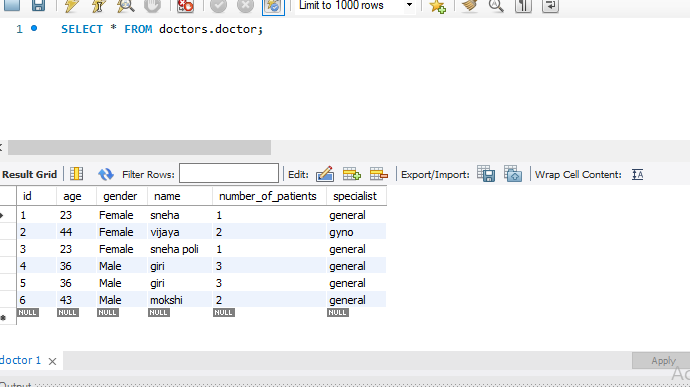 Limit to 1000 rows
1 SELECT * FROM doctors.doctor;
Result Grid Filter Rows: Edit: Export/Import: Wrap Cell Content:
id age gender name number_of_patients specialist
1 23 Female sneha 1 general
2 44 Female vijaya 2 gyno
3 23 Female sneha poli 1 general
4 36 Male giri 3 general
5 36 Male giri 3 general
6 43 Male mokshi 2 general
NULL NULL NULL NULL NULL NULL
doctor 1 Apply
Output